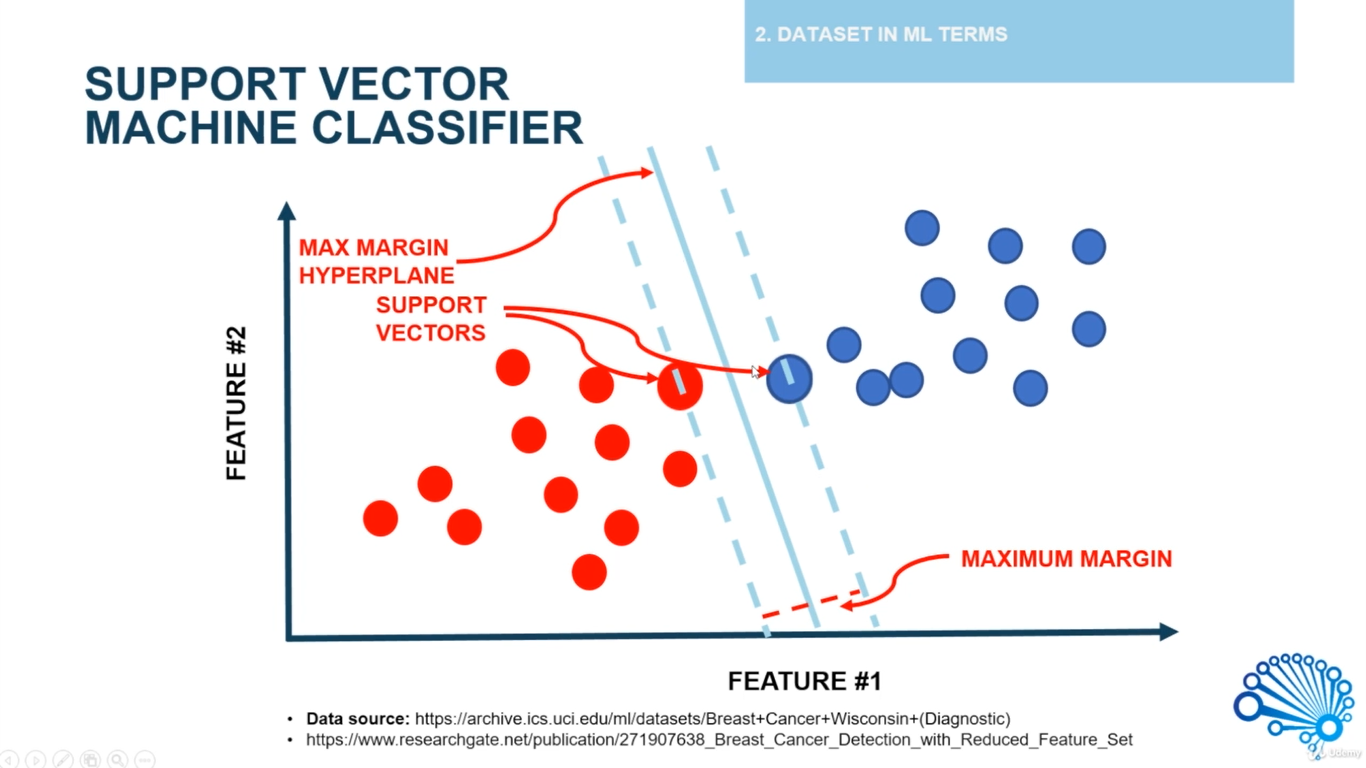 2. DATASET IN ML TERMS
SUPPORT VECTOR
MACHINE CLASSIFIER
MAX MARGIN
HYPERPLANE
SUPPORT
VECTORS
FEATURE #2
MAXIMUM MARGIN
FEATURE #1
• Data source: https://archive.ics.uci.edu/ml/datasets/Breast+Cancer+Wisconsin+(Diagnostic)
• https://www.researchgate.net/publication/271907638_Breast_Cancer_Detection_with_Reduced_Feature_Set
Udemy